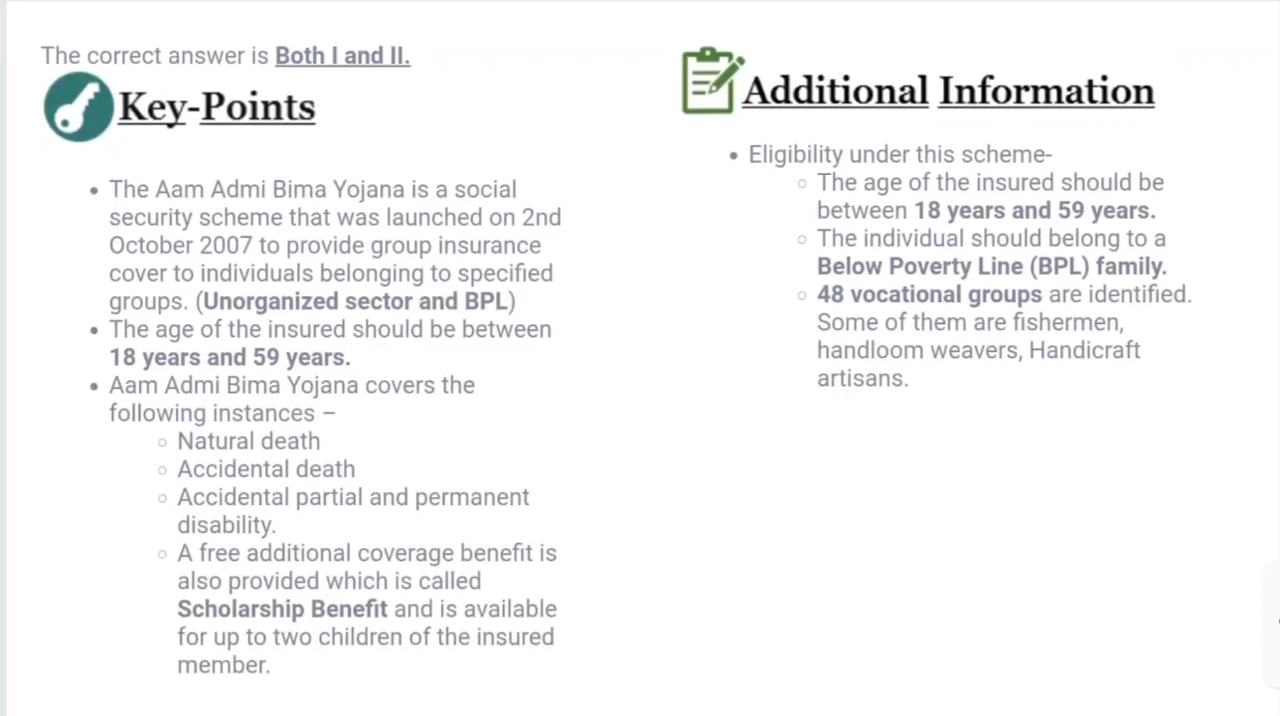 The correct answer is Both I and II.
Key-Points
The Aam Admi Bima Yojana is a social
security scheme that was launched on 2nd
October 2007 to provide group insurance
cover to individuals belonging to specified
groups. (Unorganized sector and BPL)
The age of the insured should be between
18 years and 59 years.
Aam Admi Bima Yojana covers the
following instances –
Natural death
Accidental death
Accidental partial and permanent
disability.
A free additional coverage benefit is
also provided which is called
Scholarship Benefit and is available
for up to two children of the insured
member.
Additional Information
Eligibility under this scheme-
The age of the insured should be
between 18 years and 59 years.
The individual should belong to a
Below Poverty Line (BPL) family.
48 vocational groups are identified.
Some of them are fishermen,
handloom weavers, Handicraft
artisans.